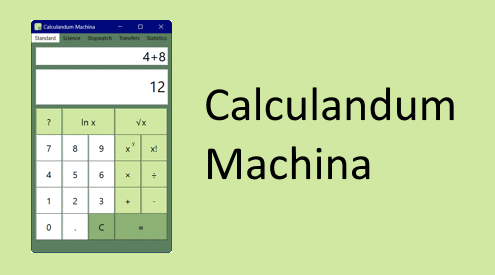 Calculandum Machina
Standard Science Stopwatch Transfers Statistics
4+8
12
? ln x √x
7 8 9 xʸ x!
4 5 6 × ÷
1 2 3 + -
0 . C =
Calculandum
Machina